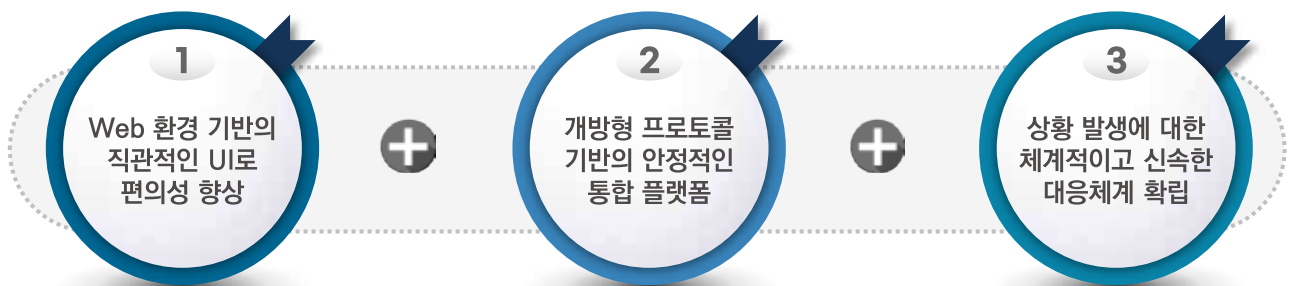 1
Web 환경 기반의
직관적인 UI로
편의성 향상
2
개방형 프로토콜
기반의 안정적인
통합 플랫폼
3
상황 발생에 대한
체계적이고 신속한
대응체계 확립